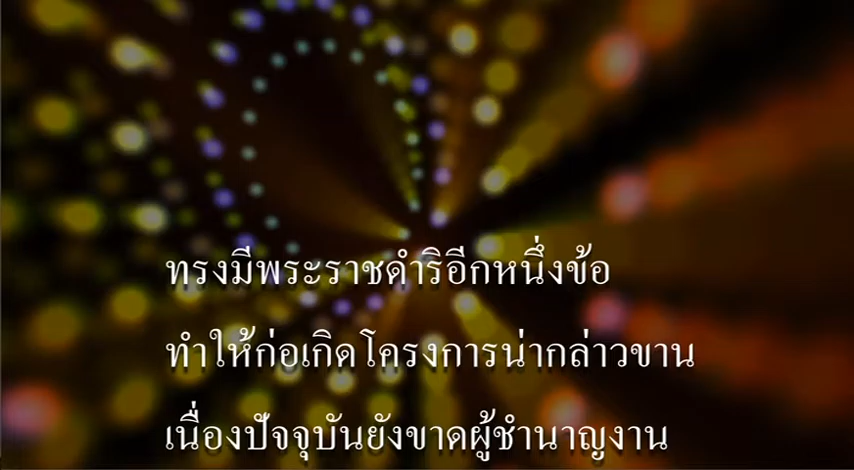 ทรงมีพระราชดำริอีกหนึ่งข้อ
ทำให้ก่อเกิดโครงการน่ากล่าวขาน
เนื่องปัจจุบันยังขาดผู้ชำนาญงาน